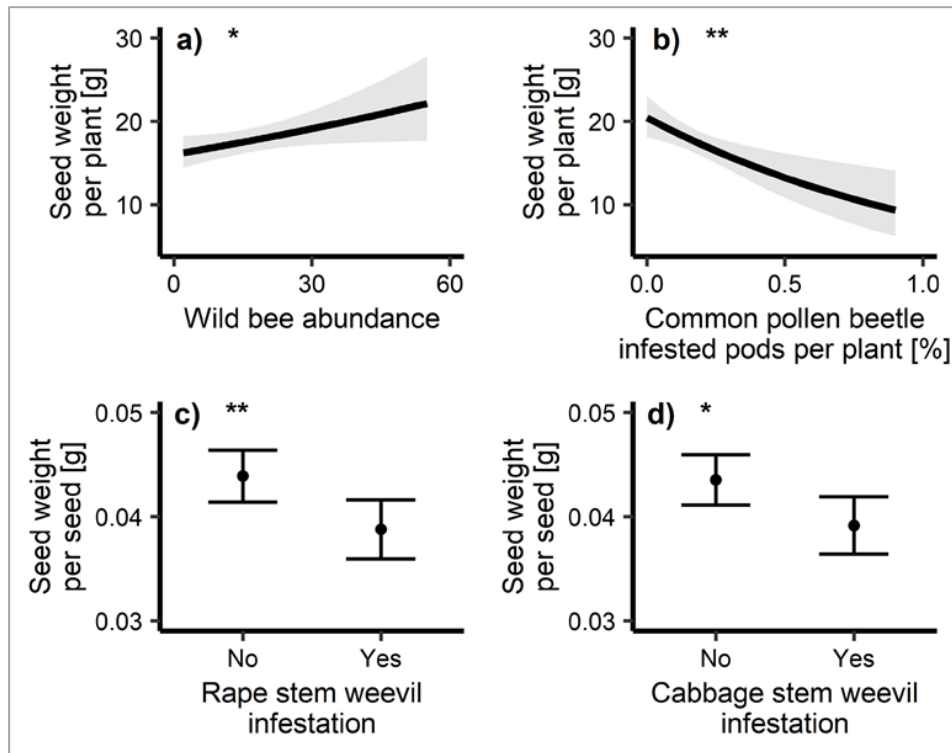 a) *
Seed weight
per plant [g]
30
20
10
0
30
60
Wild bee abundance
b) **
Seed weight
per plant [g]
30
20
10
0.0
0.5
1.0
Common pollen beetle
infested pods per plant [%]
c) **
Seed weight
per seed [g]
0.05
0.04
0.03
No
Yes
Rape stem weevil
infestation
d) *
Seed weight
per seed [g]
0.05
0.04
0.03
No
Yes
Cabbage stem weevil
infestation